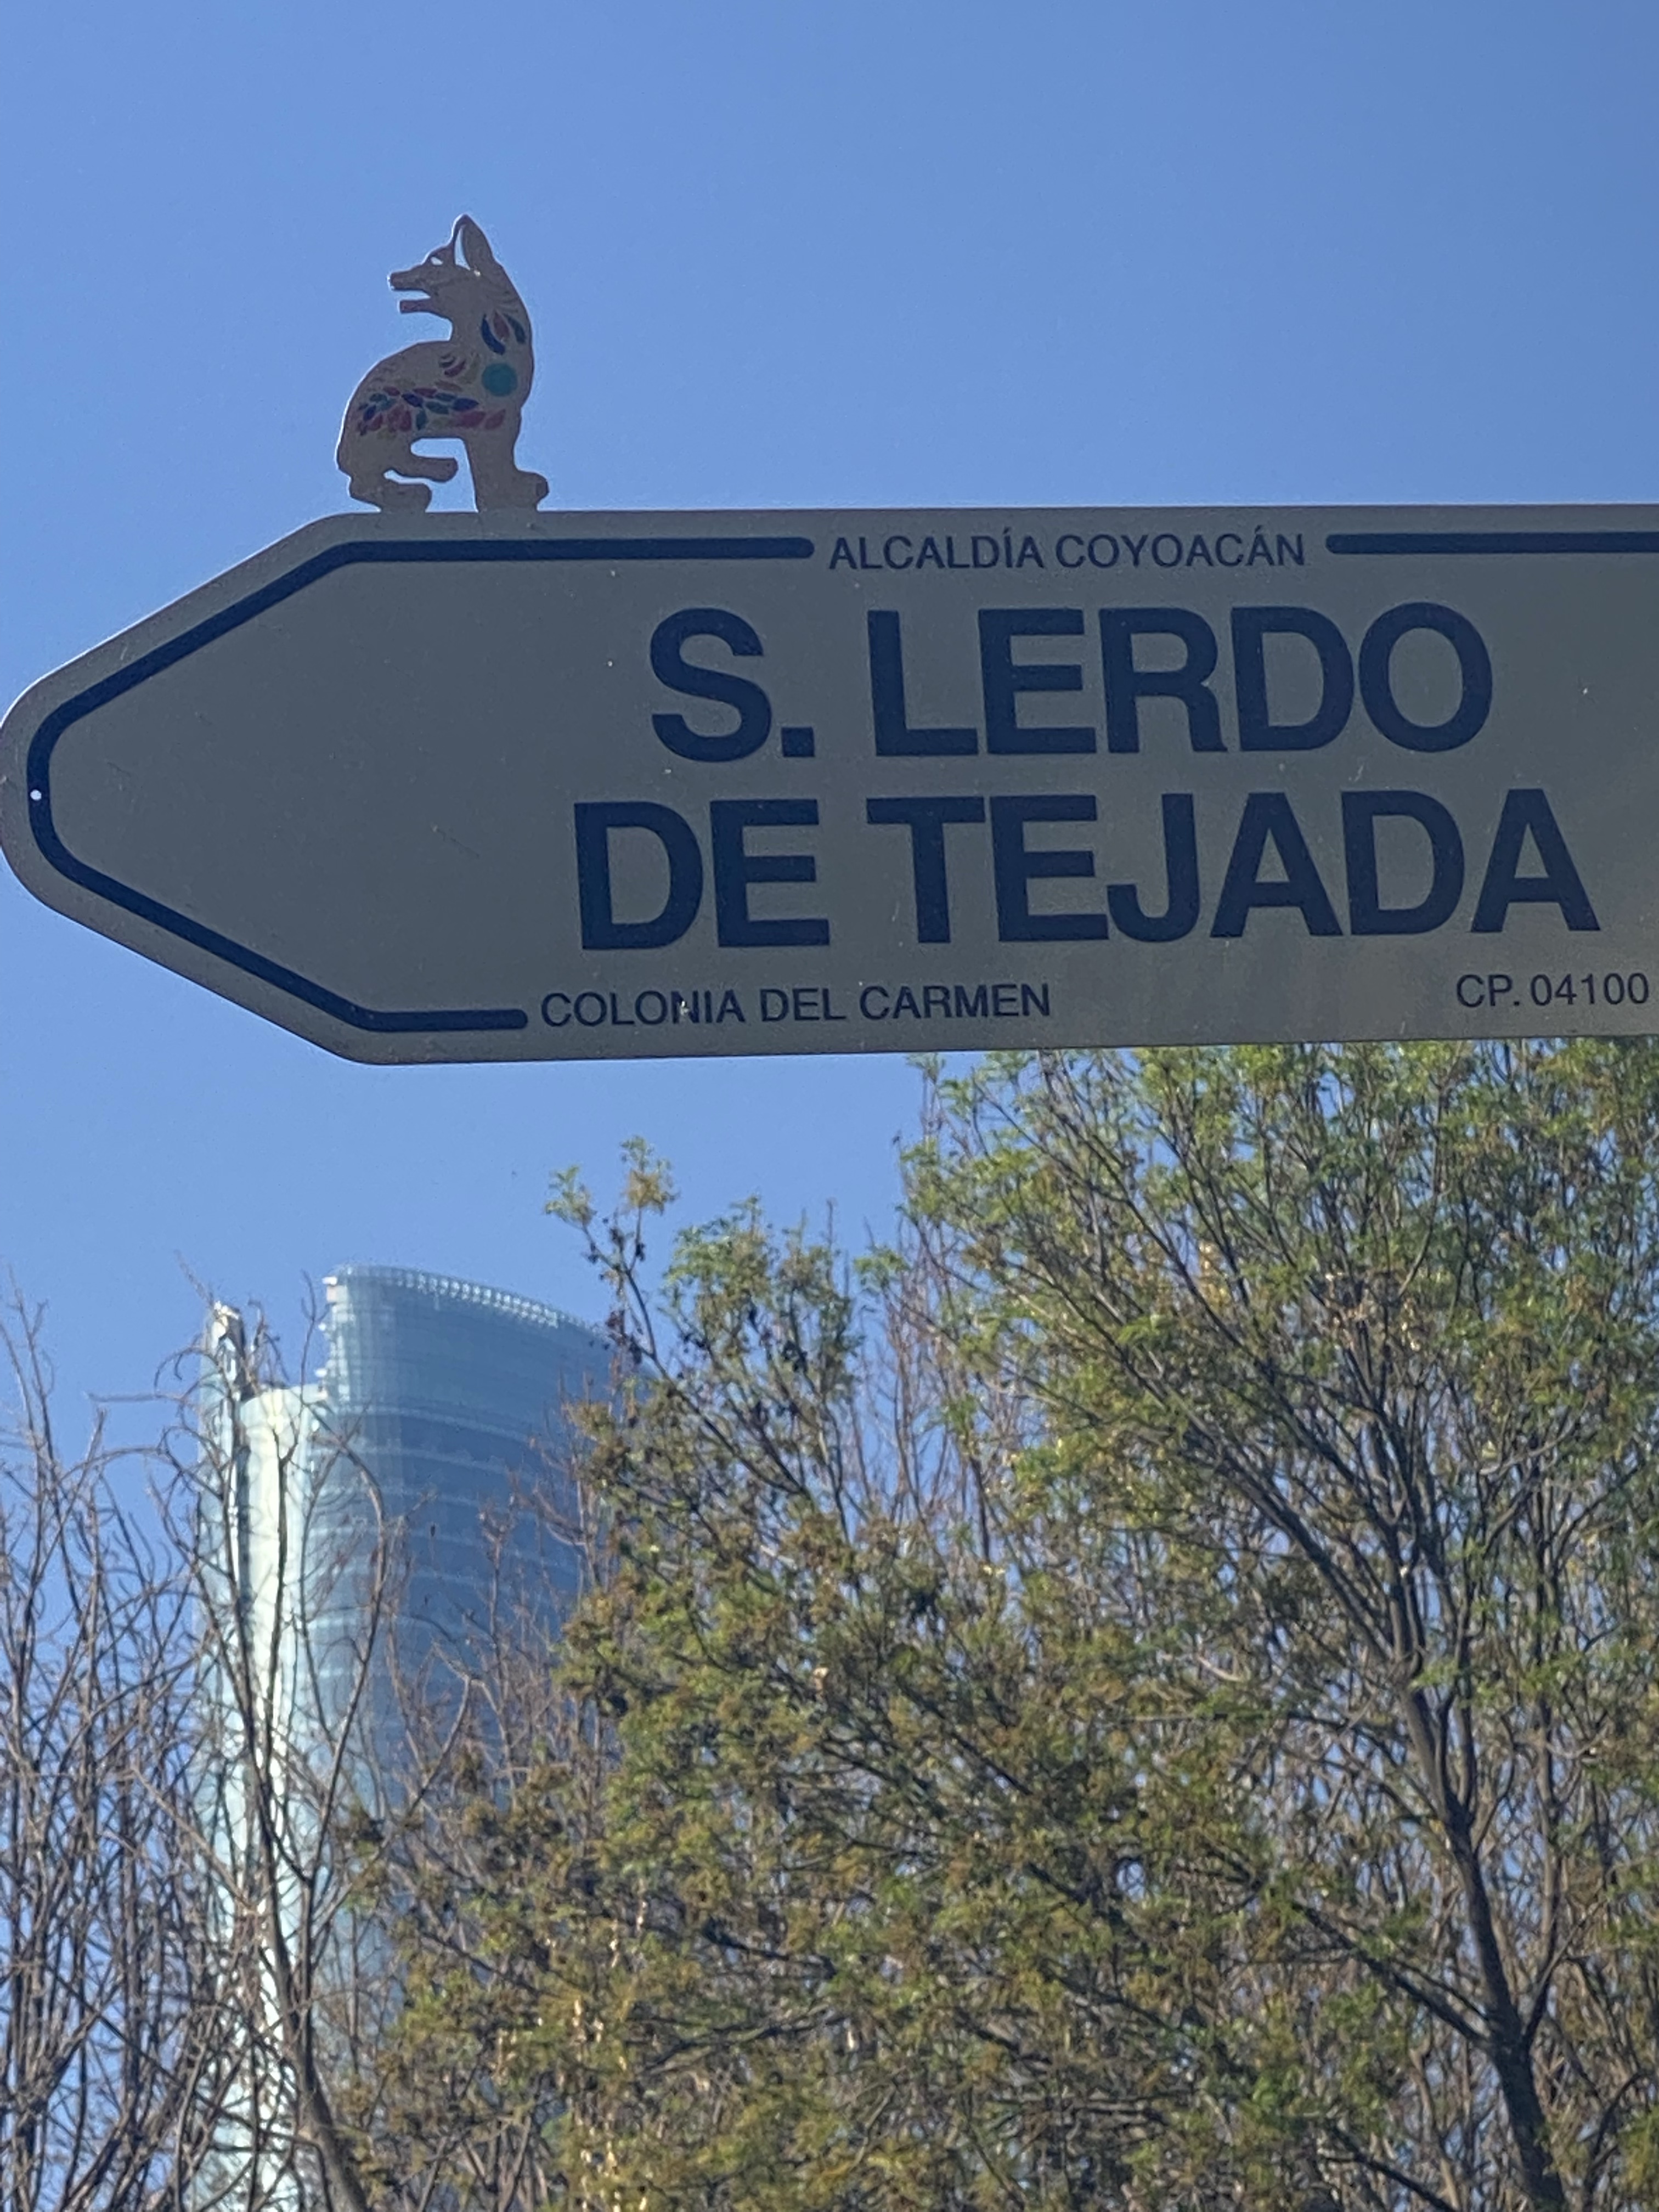 ALCALDÍA COYOACÁN
S. LERDO
DE TEJADA
COLONIA DEL CARMEN CP. 04100